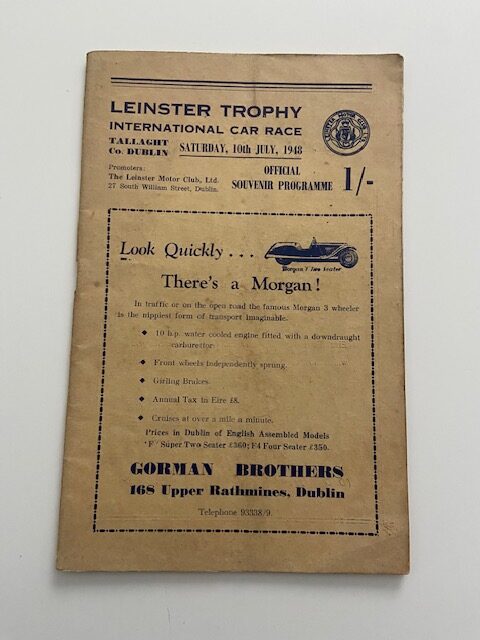 LEINSTER TROPHY
INTERNATIONAL CAR RACE
TALLAGHT
Co. DUBLIN
SATURDAY, 10th JULY, 1948
Promoters:
The Leinster Motor Club, Ltd.
27 South William Street, Dublin.
OFFICIAL
SOUVENIR PROGRAMME
1/-
LEINSTER MOTOR CLUB LTD
Look Quickly . . .
Morgan 7 Two Seater
There's a Morgan !
In traffic or on the open road the famous Morgan 3 wheeler
is the nippiest form of transport imaginable.
◆ 10 h.p. water cooled engine fitted with a downdraught
carburettor
◆ Front wheels independently sprung.
◆ Girling Brakes.
◆ Annual Tax in Eire £8.
◆ Cruises at over a mile a minute.
Prices in Dublin of English Assembled Models
'F' Super Two Seater £360; F4 Four Seater £350.
GORMAN BROTHERS
168 Upper Rathmines, Dublin
Telephone 93338/9.